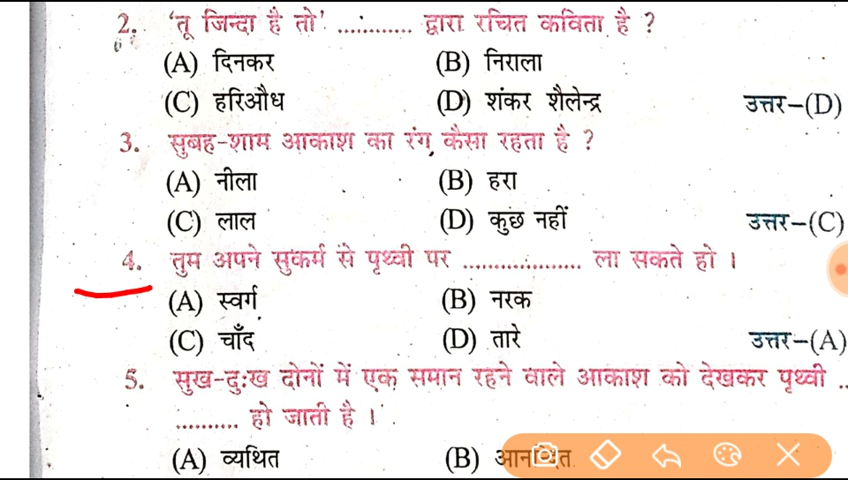 2. 'तू जिन्दा है तो' ............ द्वारा रचित कविता है ?
(A) दिनकर (B) निराला
(C) हरिऔध (D) शंकर शैलेन्द्र उत्तर–(D)
3. सुबह-शाम आकाश का रंग कैसा रहता है ?
(A) नीला (B) हरा
(C) लाल (D) कुछ नहीं उत्तर–(C)
4. तुम अपने सुकर्म से पृथ्वी पर .................... ला सकते हो ।
(A) स्वर्ग (B) नरक
(C) चाँद (D) तारे उत्तर–(A)
5. सुख-दुःख दोनों में एक समान रहने वाले आकाश को देखकर पृथ्वी ..
........... हो जाती है ।
(A) व्यथित (B)